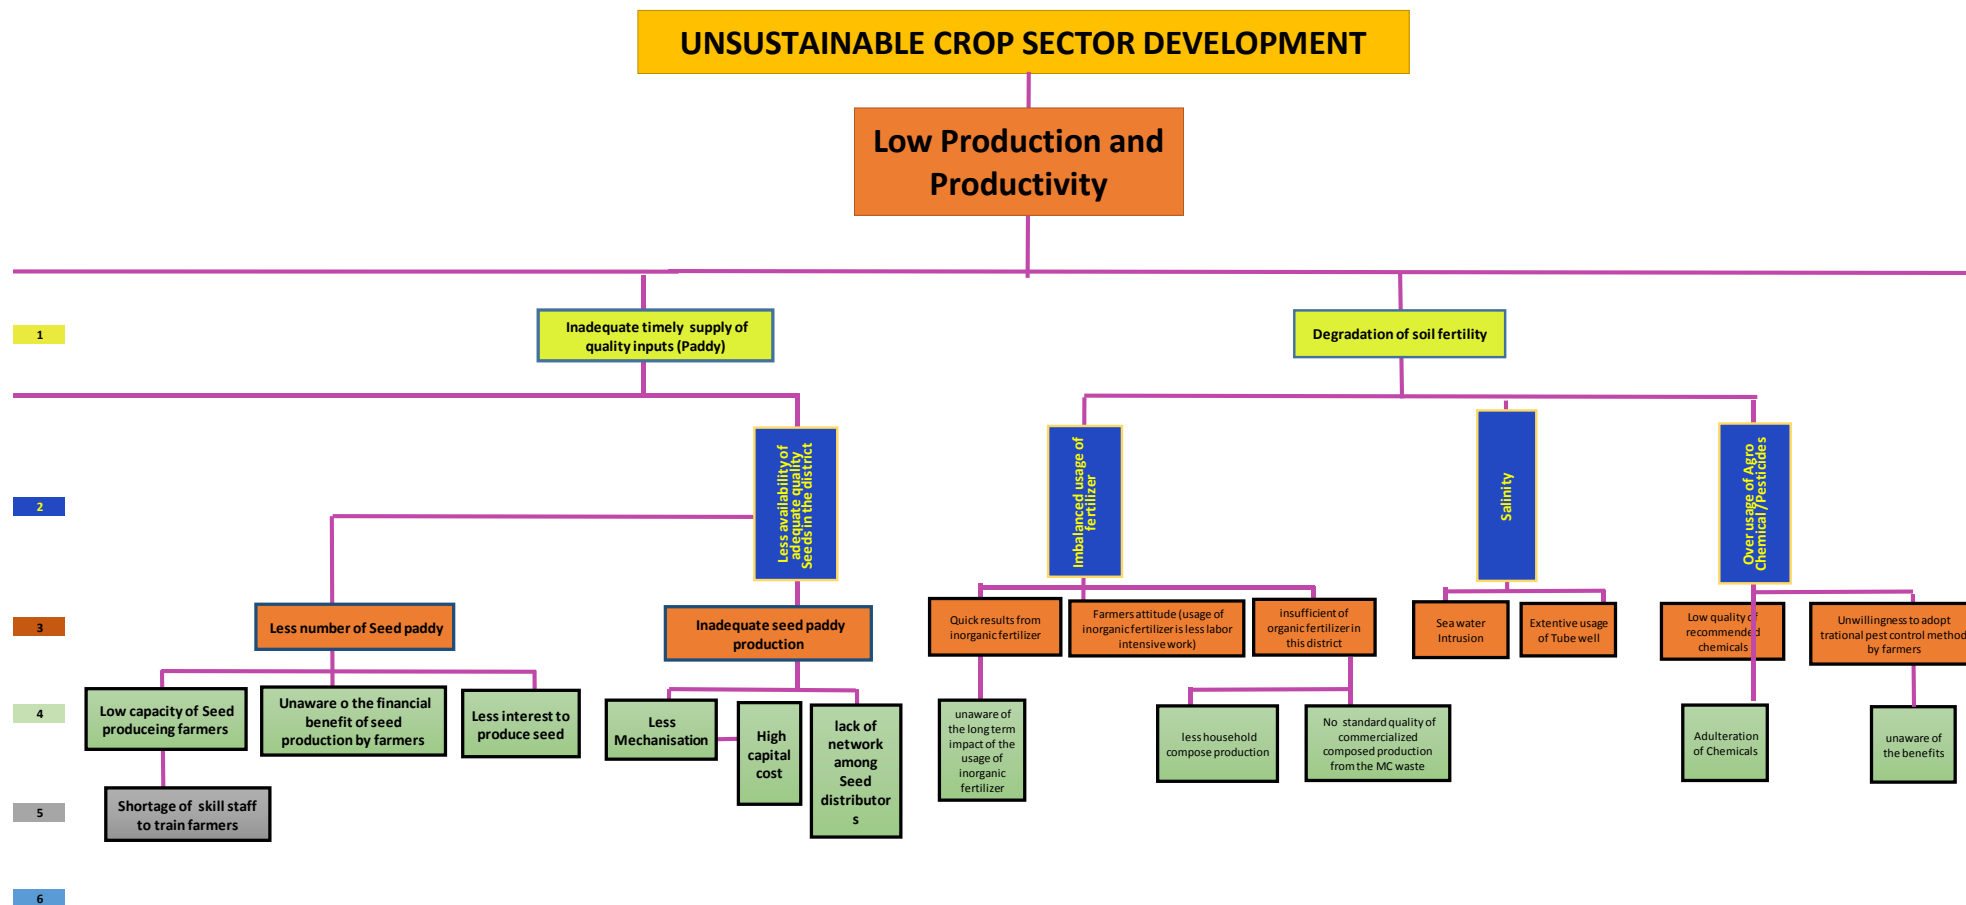 UNSUSTAINABLE CROP SECTOR DEVELOPMENT
Low Production and
Productivity
1
Inadequate timely supply of
quality inputs (Paddy)
Degradation of soil fertility
2
Less availability of
adequate quality
Seeds in the district
Imbalanced usage of
fertilizer
Salinity
Over usage of Agro
Chemical /Pesticides
3
Less number of Seed paddy
Inadequate seed paddy
production
Quick results from
inorganic fertilizer
Farmers attitude (usage of
inorganic fertilizer is less labor
intensive work)
insufficient of
organic fertilizer in
this district
Sea water
Intrusion
Extentive usage
of Tube well
Low quality of
recommended
chemicals
Unwillingness to adopt
trational pest control method
by farmers
4
Low capacity of Seed
produceing farmers
Unaware o the financial
benefit of seed
production by farmers
Less interest to
produce seed
Less
Mechanisation
High
capital
cost
lack of
network
among
Seed
distributor
s
unaware of
the long term
impact of the
usage of
inorganic
fertilizer
less household
compose production
No standard quality of
commercialized
composed production
from the MC waste
Adulteration
of Chemicals
unaware of
the benefits
5
Shortage of skill staff
to train farmers
6